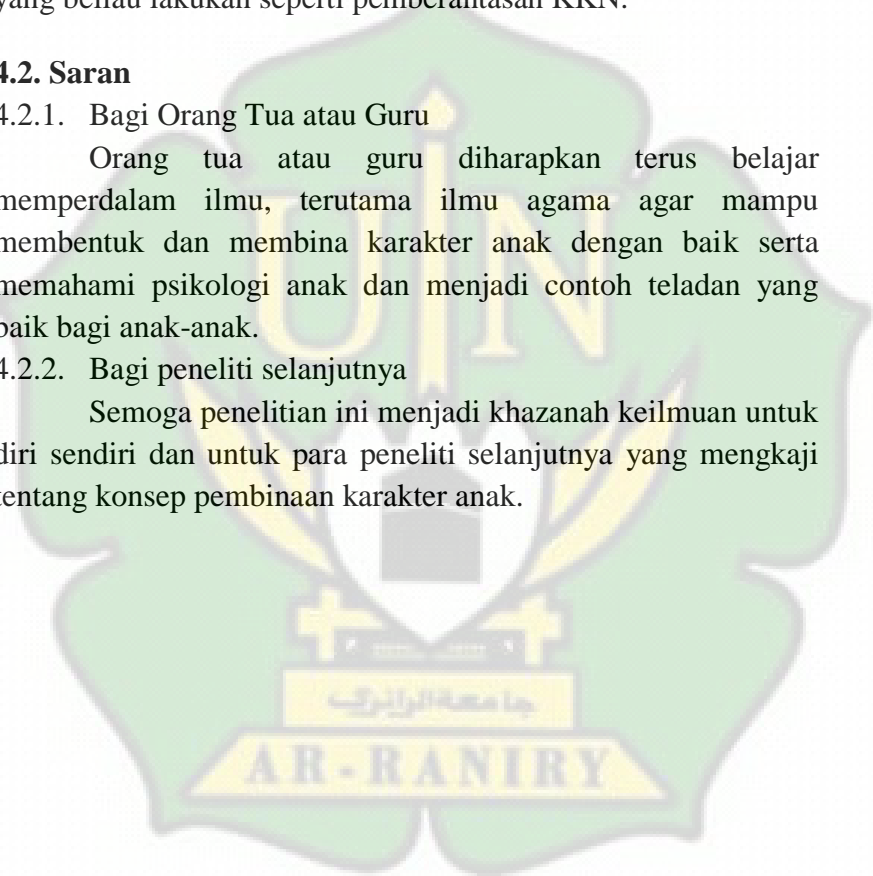 yang beliau lakukan seperti pemberantasan KKN.
4.2. Saran
4.2.1. Bagi Orang Tua atau Guru
Orang tua atau guru diharapkan terus belajar
memperdalam ilmu, terutama ilmu agama agar mampu
membentuk dan membina karakter anak dengan baik serta
memahami psikologi anak dan menjadi contoh teladan yang
baik bagi anak-anak.
4.2.2. Bagi peneliti selanjutnya
Semoga penelitian ini menjadi khazanah keilmuan untuk
diri sendiri dan untuk para peneliti selanjutnya yang mengkaji
tentang konsep pembinaan karakter anak.
UIN
جامعة الرانري
AR-RANIRY